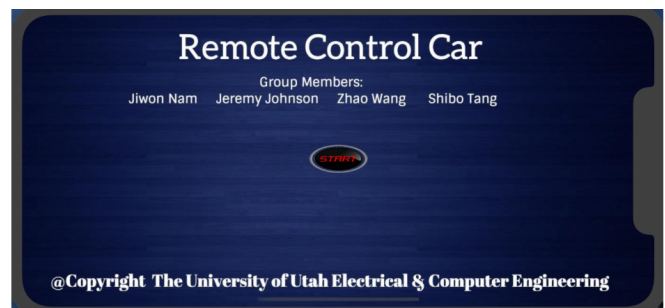 Remote Control Car
Group Members:
Jiwon Nam Jeremy Johnson Zhao Wang Shibo Tang
START
@Copyright The University of Utah Electrical & Computer Engineering